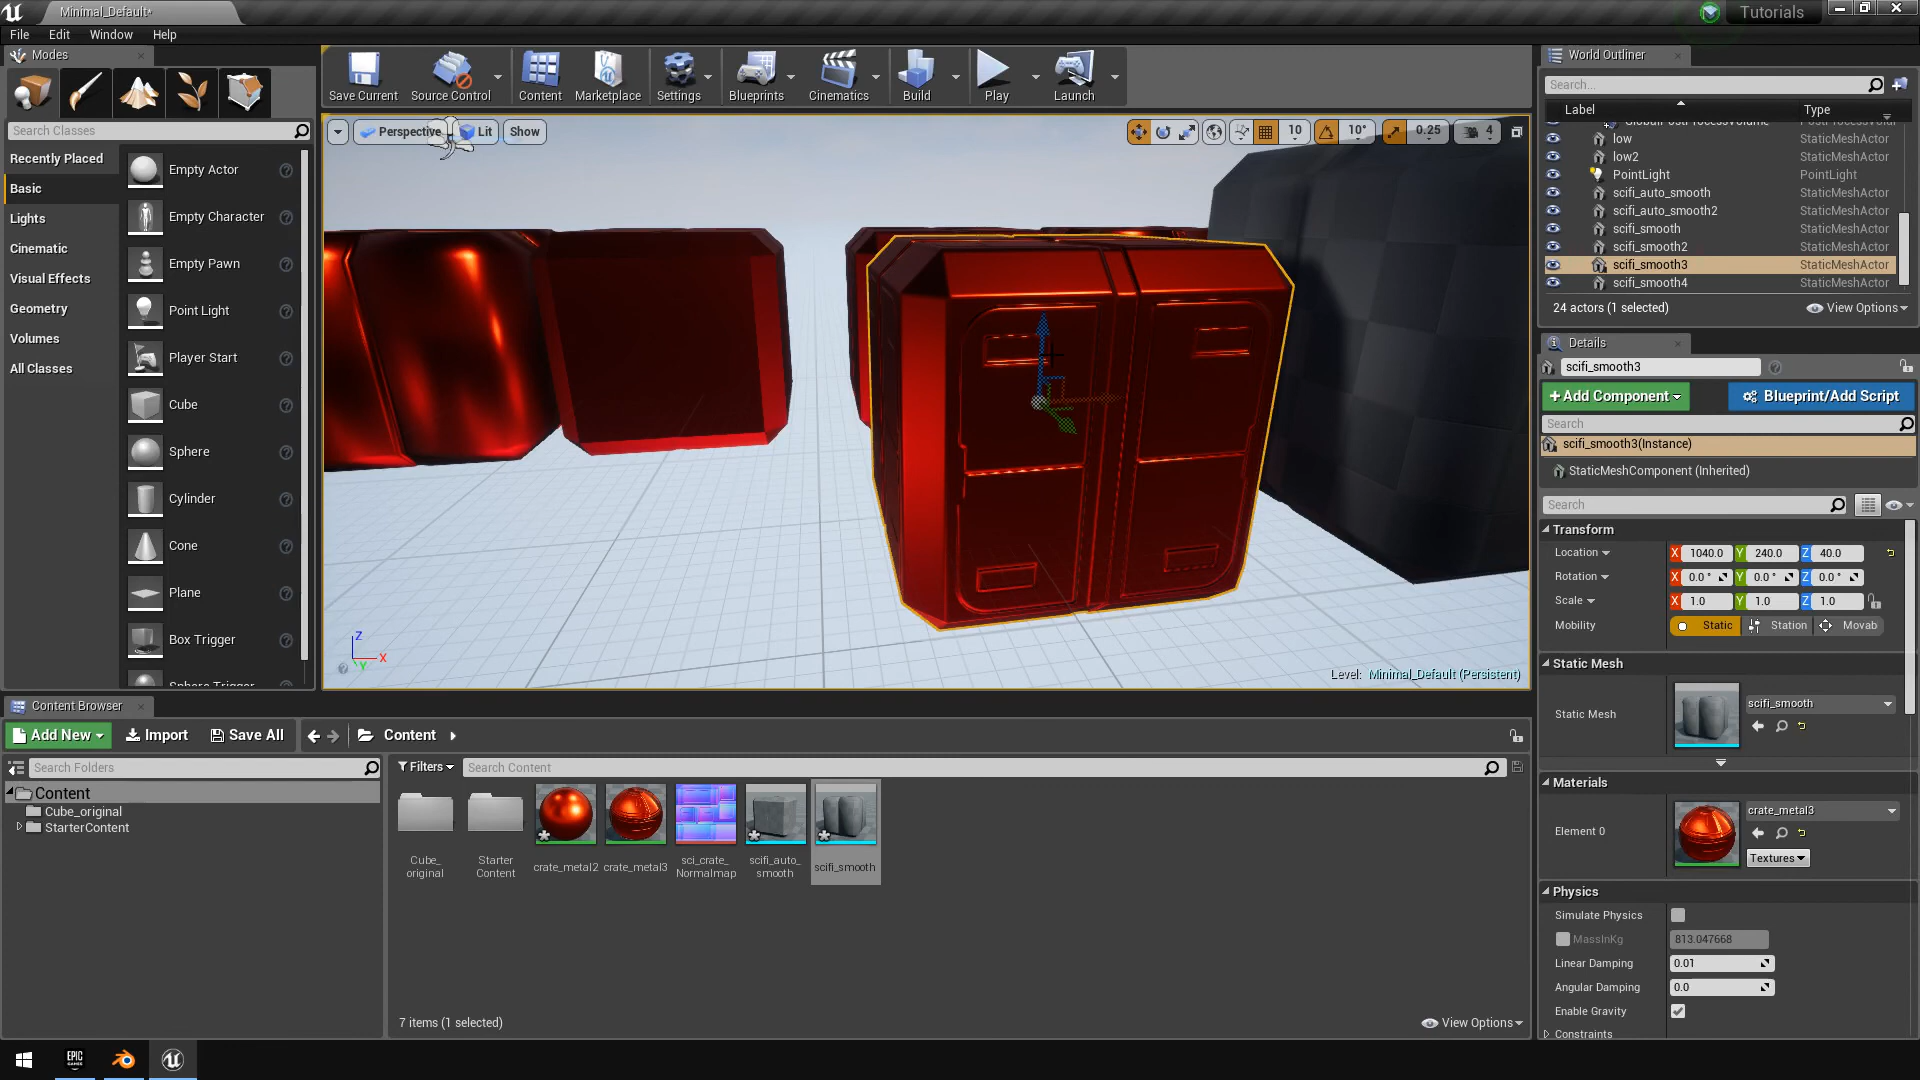 Minimal_Default*
Tutorials
File Edit Window Help
Modes
Search Classes
Recently Placed
Basic
Lights
Cinematic
Visual Effects
Geometry
Volumes
All Classes
Empty Actor
Empty Character
Empty Pawn
Point Light
Player Start
Cube
Sphere
Cylinder
Cone
Plane
Box Trigger
Sphere Trigger
Save Current
Source Control
Content
Marketplace
Settings
Blueprints
Cinematics
Build
Play
Launch
Perspective
Lit
Show
10
10°
0.25
4
Z
X
Y
Level: Minimal_Default (Persistent)
World Outliner
Search...
Label Type
GlobalPostProcessVolume
low StaticMeshActor
low2 StaticMeshActor
PointLight PointLight
scifi_auto_smooth StaticMeshActor
scifi_auto_smooth2 StaticMeshActor
scifi_smooth StaticMeshActor
scifi_smooth2 StaticMeshActor
scifi_smooth3 StaticMeshActor
scifi_smooth4 StaticMeshActor
24 actors (1 selected) View Options
Details
scifi_smooth3
+Add Component
Blueprint/Add Script
Search
scifi_smooth3(Instance)
StaticMeshComponent (Inherited)
Search
Transform
Location X 1040.0 Y 240.0 Z 40.0
Rotation X 0.0 ° Y 0.0 ° Z 0.0 °
Scale X 1.0 Y 1.0 Z 1.0
Mobility Static Station Movab
Static Mesh
Static Mesh scifi_smooth
Materials
Element 0 crate_metal3
Textures
Physics
Simulate Physics
MassInKg 813.047668
Linear Damping 0.01
Angular Damping 0.0
Enable Gravity
Constraints
Content Browser
Add New Import Save All Content
Search Folders
Content
Cube_original
StarterContent
Filters Search Content
Cube_
original
Starter
Content
crate_metal2
crate_metal3
sci_crate_
Normalmap
scifi_auto_
smooth
scifi_smooth
7 items (1 selected)
View Options
EPIC
GAMES